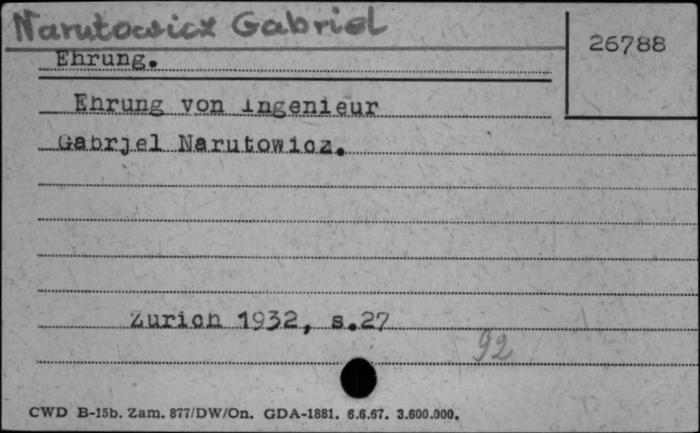 Narutowicz Gabriel
26788
Ehrung.
Ehrung von ingenieur
Gabrjel Narutowicz.
Zurich 1932, s.27
92
CWD B-15b. Zam. 877/DW/On. GDA-1881. 6.6.67. 3.600.000.